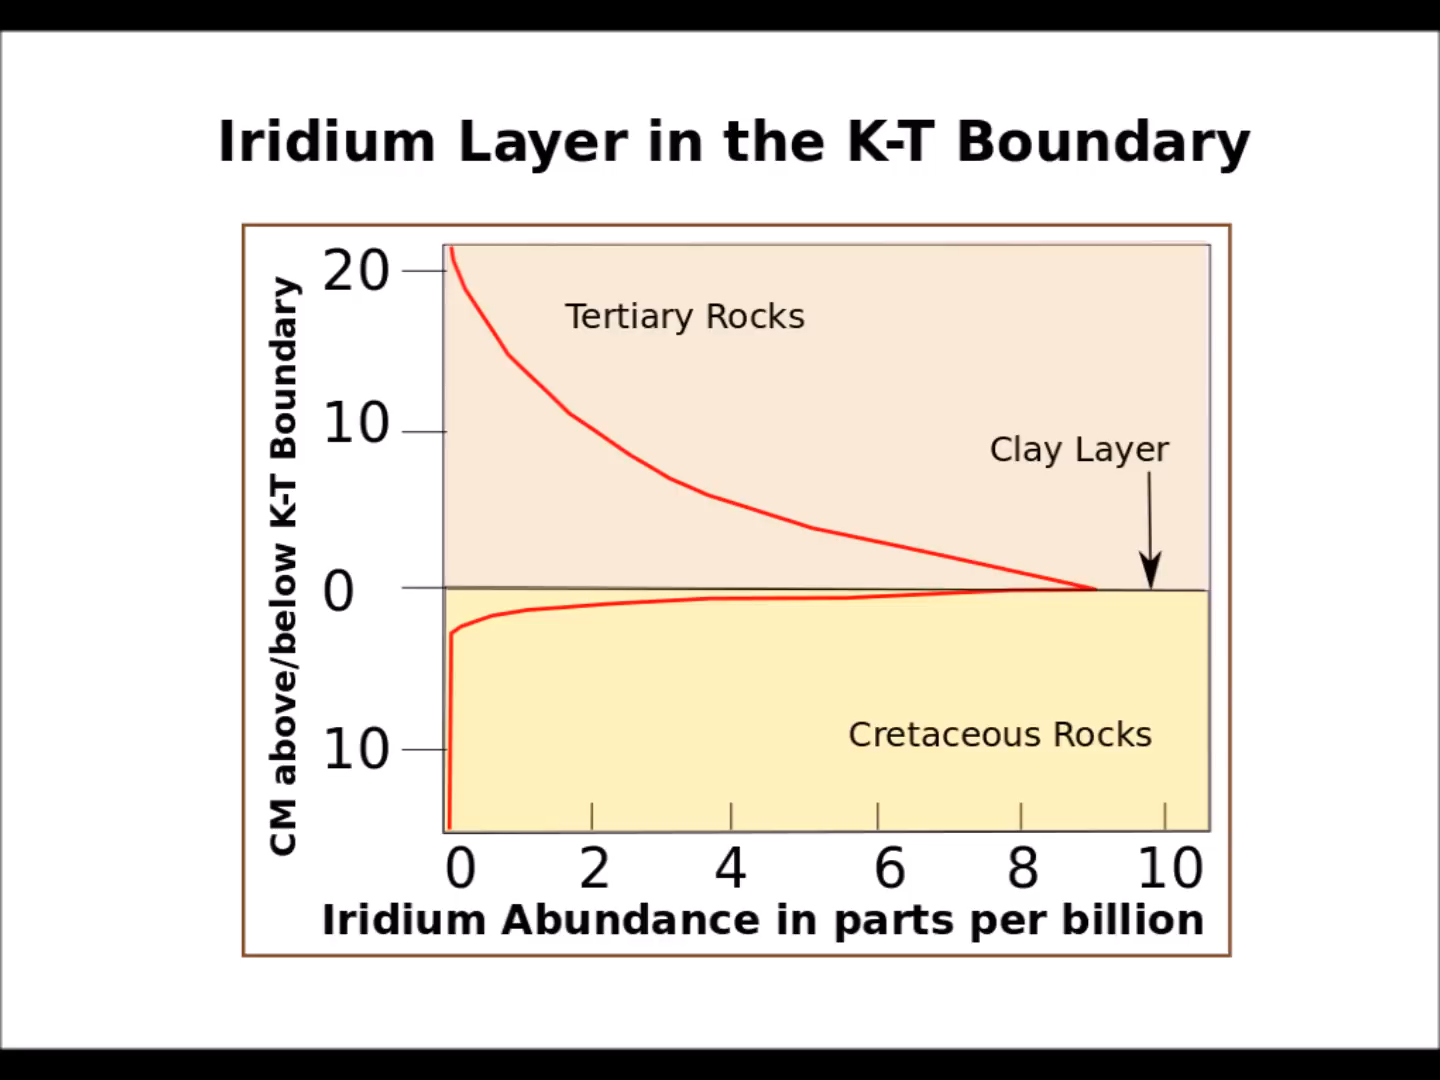 Iridium Layer in the K-T Boundary
CM above/below K-T Boundary
20
Tertiary Rocks
10
Clay Layer
0
Cretaceous Rocks
10
0 2 4 6 8 10
Iridium Abundance in parts per billion